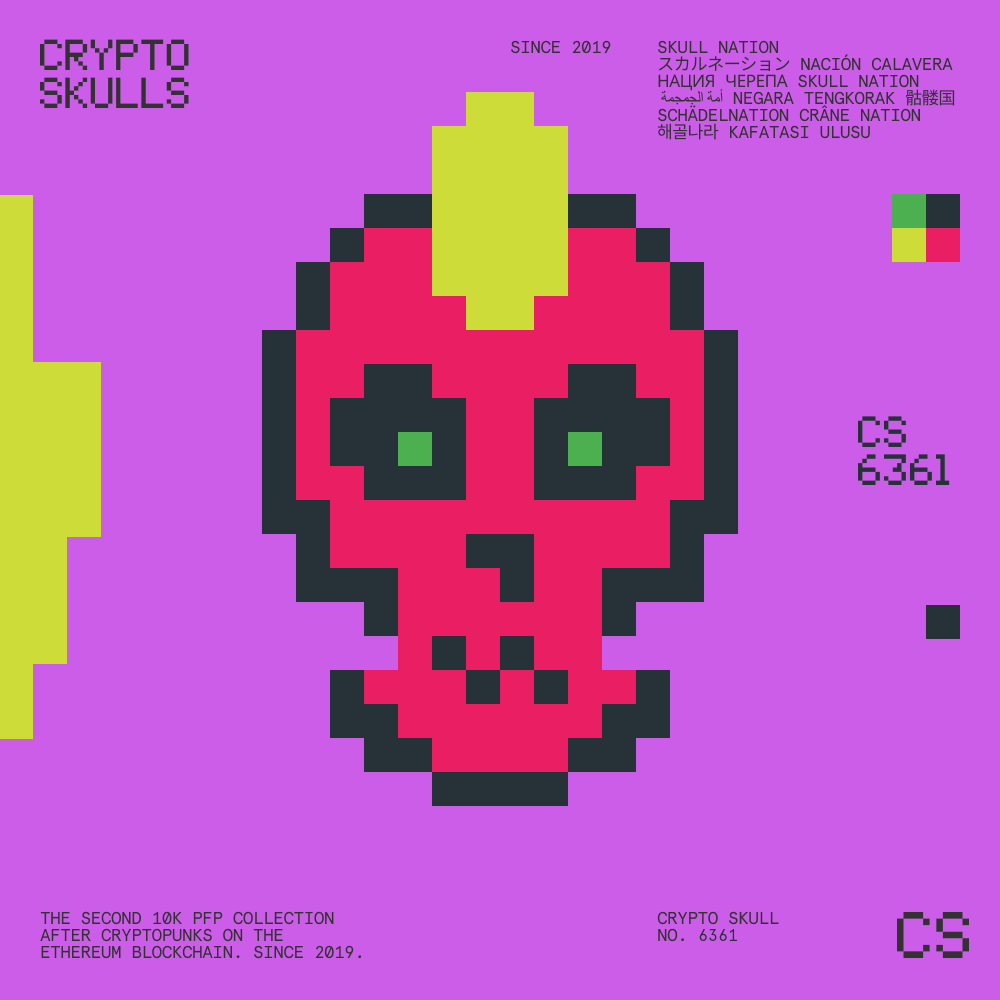 CRYPTO
SKULLS
SINCE 2019
SKULL NATION
スカルネーション NACIÓN CALAVERA
НАЦИЯ ЧЕРЕПА SKULL NATION
أمة الجمجمة NEGARA TENGKORAK 骷髅国
SCHÄDELNATION CRÂNE NATION
해골나라 KAFATASI ULUSU
CS
6361
THE SECOND 10K PFP COLLECTION
AFTER CRYPTOPUNKS ON THE
ETHEREUM BLOCKCHAIN. SINCE 2019.
CRYPTO SKULL
NO. 6361
CS